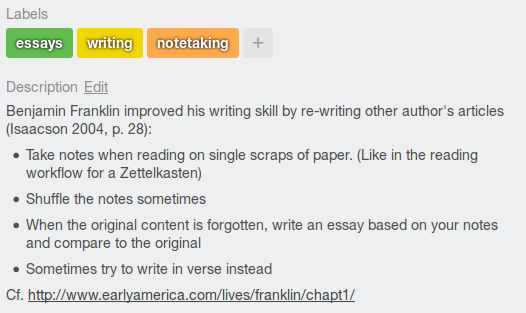 Labels
essays writing notetaking +
Description Edit
Benjamin Franklin improved his writing skill by re-writing other author's articles
(Isaacson 2004, p. 28):
• Take notes when reading on single scraps of paper. (Like in the reading
workflow for a Zettelkasten)
• Shuffle the notes sometimes
• When the original content is forgotten, write an essay based on your notes
and compare to the original
• Sometimes try to write in verse instead
Cf. http://www.earlyamerica.com/lives/franklin/chapt1/